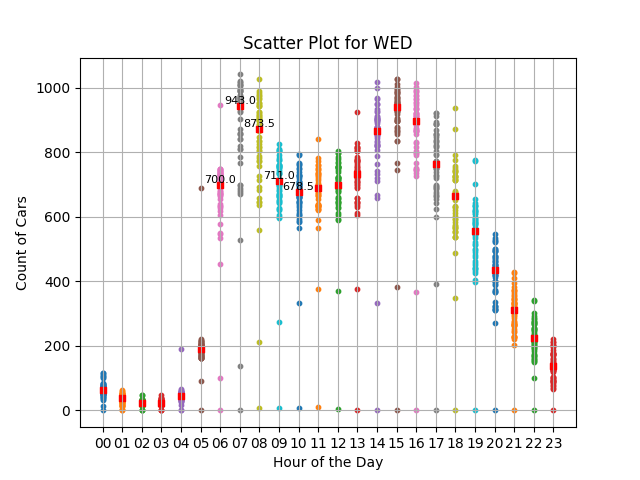 Scatter Plot for WED
Count of Cars
1000
800
600
400
200
0
943.0
873.5
700.0
711.0
678.5
00 01 02 03 04 05 06 07 08 09 10 11 12 13 14 15 16 17 18 19 20 21 22 23
Hour of the Day